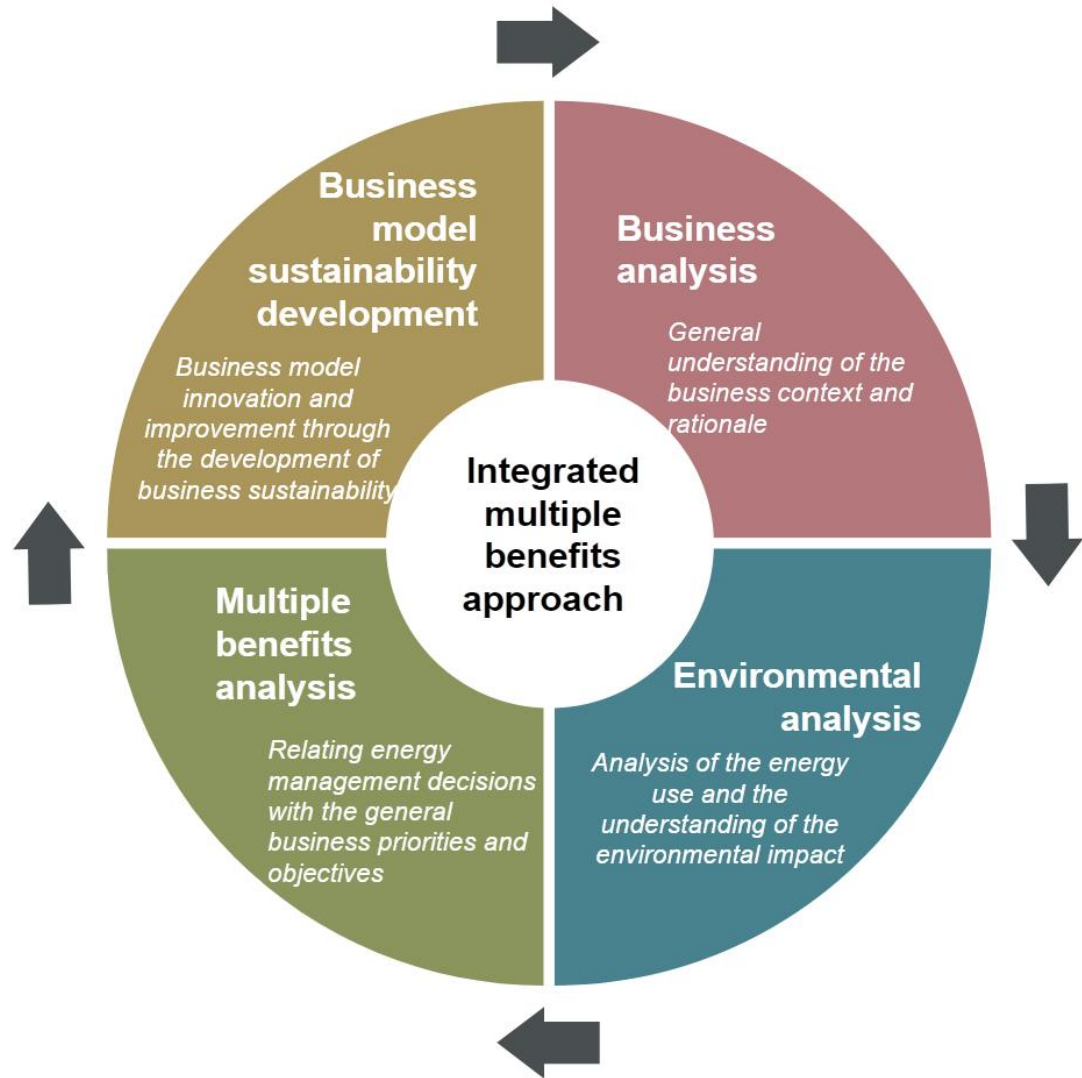 Business
model
sustainability
development
Business model
innovation and
improvement through
the development of
business sustainability
Business
analysis
General
understanding of the
business context and
rationale
Integrated
multiple
benefits
approach
Multiple
benefits
analysis
Relating energy
management decisions
with the general
business priorities and
objectives
Environmental
analysis
Analysis of the energy
use and the
understanding of the
environmental impact